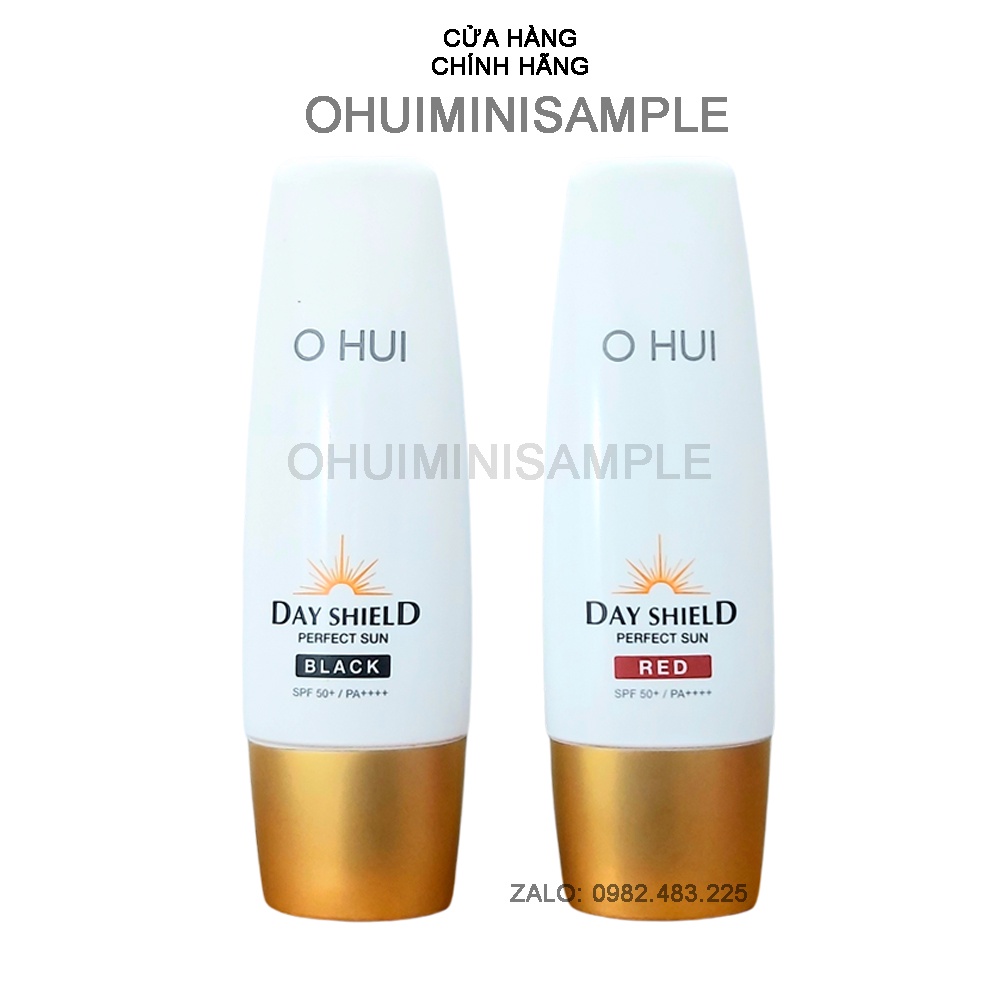 CỬA HÀNG
CHÍNH HÃNG
OHUIMINISAMPLE
O HUI
O HUI
OHUIMINISAMPLE
DAY SHIELD
PERFECT SUN
BLACK
SPF 50+ / PA++++
DAY SHIELD
PERFECT SUN
RED
SPF 50+ / PA++++
ZALO: 0982.483.225